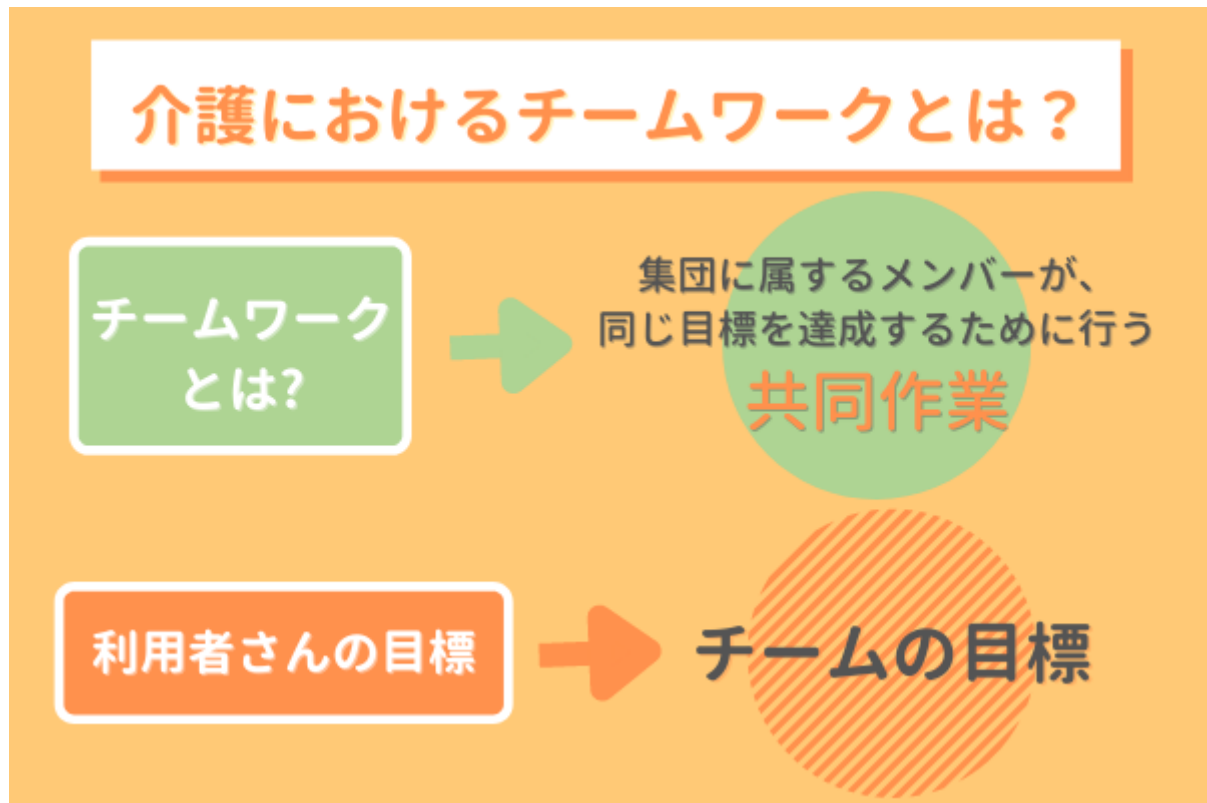 介護におけるチームワークとは？
チームワーク
とは?
集団に属するメンバーが、
同じ目標を達成するために行う
共同作業
利用者さんの目標
チームの目標